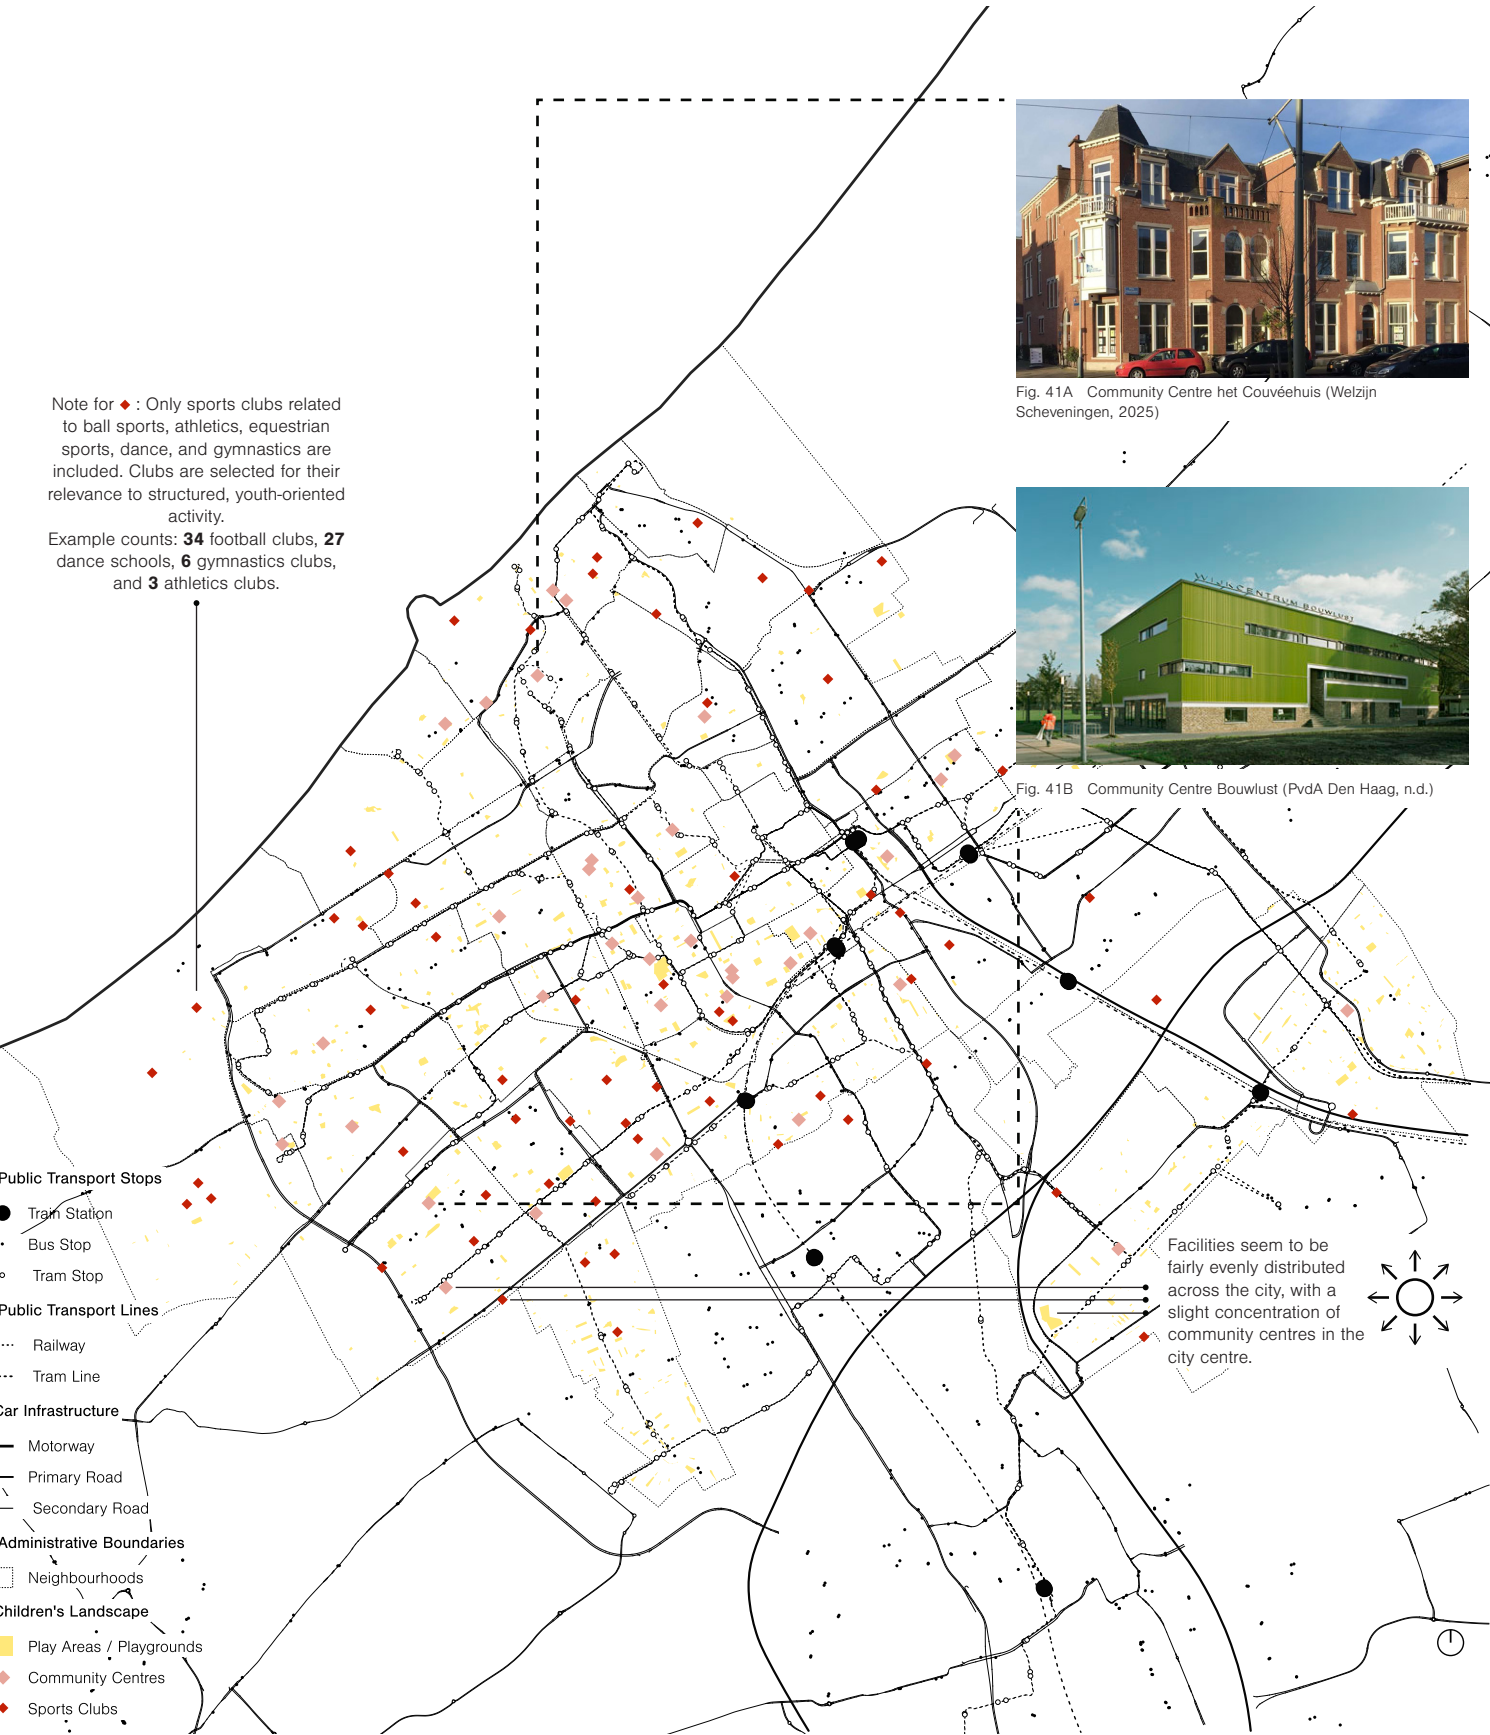 Note for ◆ : Only sports clubs related
to ball sports, athletics, equestrian
sports, dance, and gymnastics are
included. Clubs are selected for their
relevance to structured, youth-oriented
activity.
Example counts: 34 football clubs, 27
dance schools, 6 gymnastics clubs,
and 3 athletics clubs.
Fig. 41A Community Centre het Couvéehuis (Welzijn
Scheveningen, 2025)
WIJKCENTRUM BOUWLUST
Fig. 41B Community Centre Bouwlust (PvdA Den Haag, n.d.)
Facilities seem to be
fairly evenly distributed
across the city, with a
slight concentration of
community centres in the
city centre.
Public Transport Stops
Train Station
Bus Stop
Tram Stop
Public Transport Lines
Railway
Tram Line
Car Infrastructure
Motorway
Primary Road
Secondary Road
Administrative Boundaries
Neighbourhoods
Children's Landscape
Play Areas / Playgrounds
Community Centres
Sports Clubs